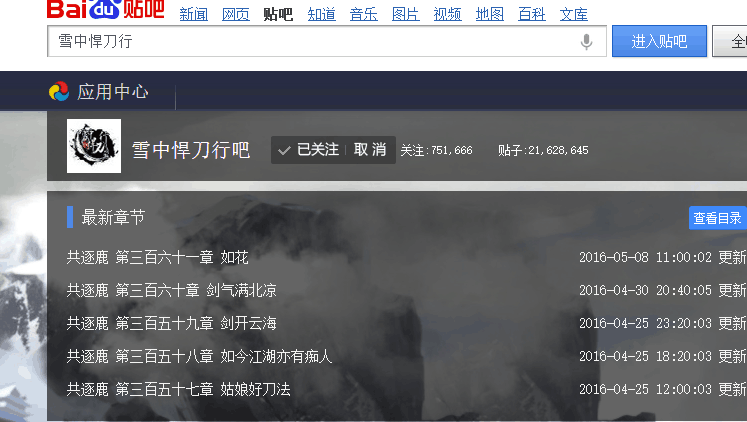 Bai du 贴吧 新闻 网页 贴吧 知道 音乐 图片 视频 地图 百科 文库
雪中悍刀行 进入贴吧
应用中心
雪中悍刀行吧 已关注 取消 关注:751,666 贴子:21,628,645
最新章节 查看目录
共逐鹿 第三百六十一章 如花 2016-05-08 11:00:02 更新
共逐鹿 第三百六十章 剑气满北凉 2016-04-30 20:40:05 更新
共逐鹿 第三百五十九章 剑开云海 2016-04-25 23:20:03 更新
共逐鹿 第三百五十八章 如今江湖亦有痴人 2016-04-25 18:20:03 更新
共逐鹿 第三百五十七章 姑娘好刀法 2016-04-25 12:00:03 更新